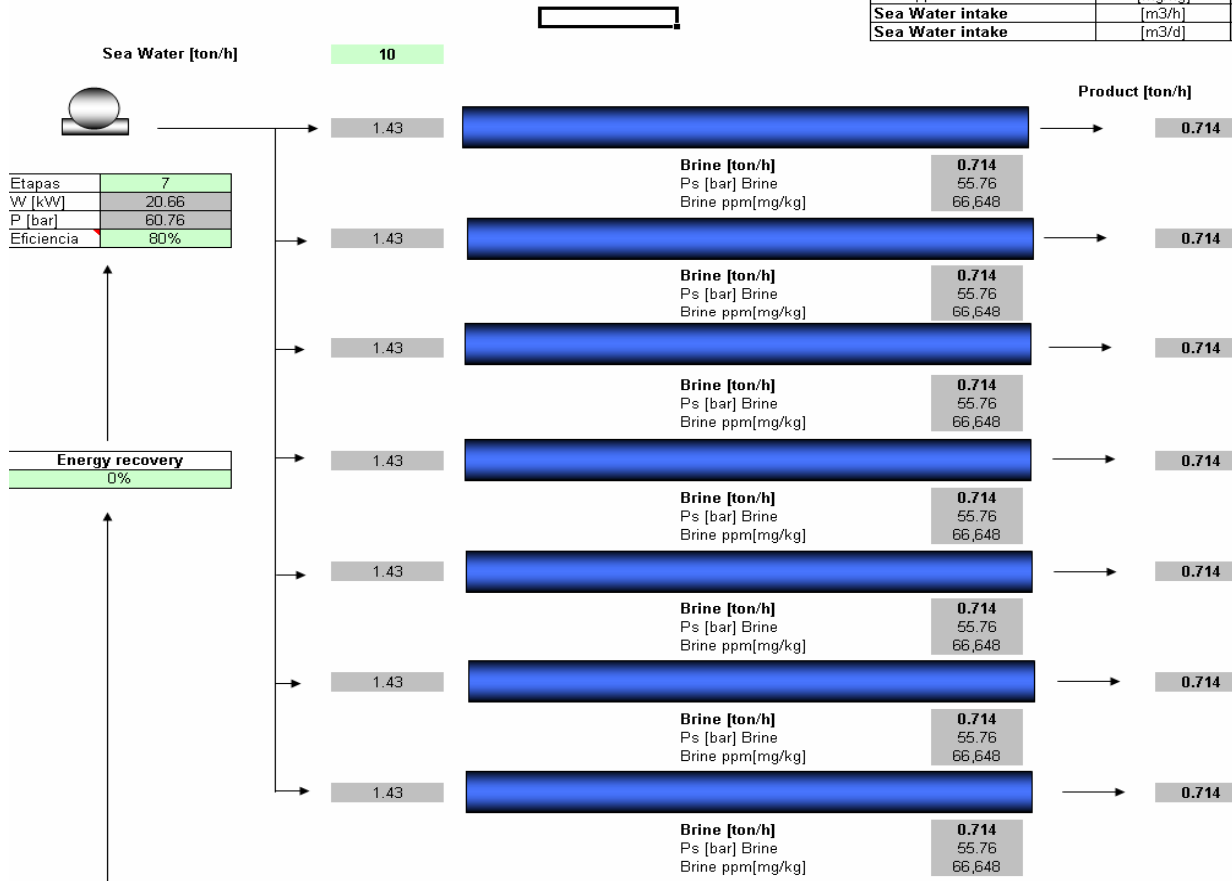 Sea Water intake [m3/h]
Sea Water intake [m3/d]
Sea Water [ton/h] 10
Product [ton/h]
1.43 0.714
Brine [ton/h] 0.714
Ps [bar] Brine 55.76
Brine ppm[mg/kg] 66,648
Etapas 7
W [kW] 20.66
P [bar] 60.76
Eficiencia 80%
1.43 0.714
Brine [ton/h] 0.714
Ps [bar] Brine 55.76
Brine ppm[mg/kg] 66,648
1.43 0.714
Brine [ton/h] 0.714
Ps [bar] Brine 55.76
Brine ppm[mg/kg] 66,648
Energy recovery
0%
1.43 0.714
Brine [ton/h] 0.714
Ps [bar] Brine 55.76
Brine ppm[mg/kg] 66,648
1.43 0.714
Brine [ton/h] 0.714
Ps [bar] Brine 55.76
Brine ppm[mg/kg] 66,648
1.43 0.714
Brine [ton/h] 0.714
Ps [bar] Brine 55.76
Brine ppm[mg/kg] 66,648
1.43 0.714
Brine [ton/h] 0.714
Ps [bar] Brine 55.76
Brine ppm[mg/kg] 66,648